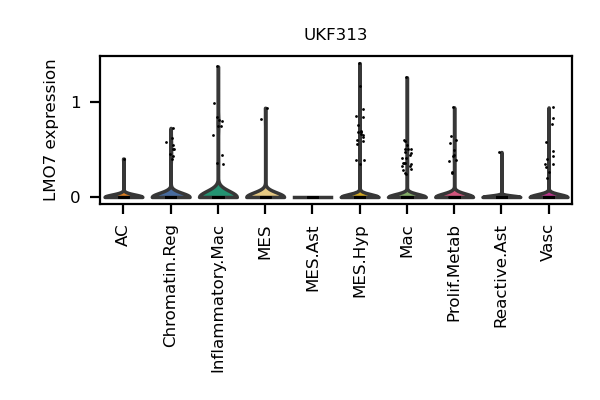 UKF313
LMO7 expression
1
0
AC
Chromatin.Reg
Inflammatory.Mac
MES
MES.Ast
MES.Hyp
Mac
Prolif.Metab
Reactive.Ast
Vasc